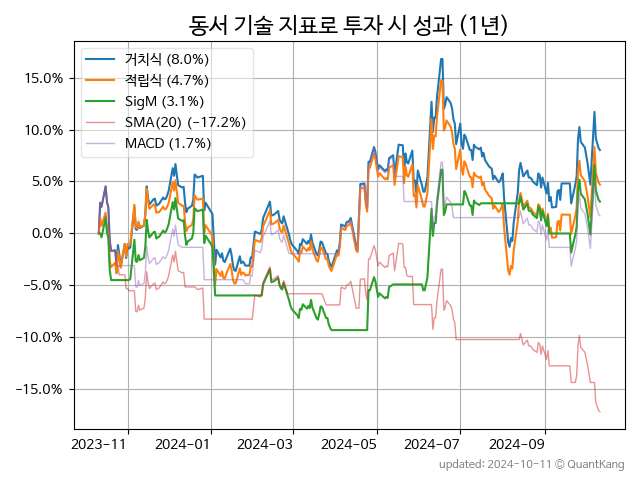 동서 기술 지표로 투자 시 성과 (1년)
거치식 (8.0%)
적립식 (4.7%)
SigM (3.1%)
SMA(20) (−17.2%)
MACD (1.7%)
15.0%
10.0%
5.0%
0.0%
−5.0%
−10.0%
−15.0%
2023-11 2024-01 2024-03 2024-05 2024-07 2024-09
updated: 2024-10-11 © QuantKang